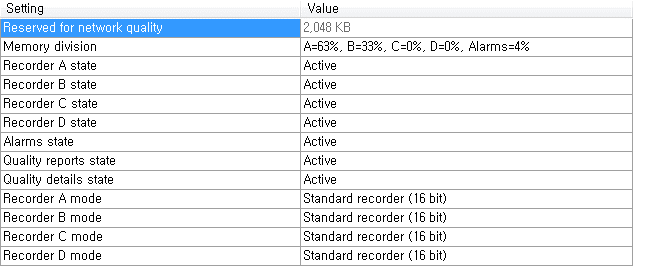 Setting Value
Reserved for network quality 2,048 KB
Memory division A=63%, B=33%, C=0%, D=0%, Alarms=4%
Recorder A state Active
Recorder B state Active
Recorder C state Active
Recorder D state Active
Alarms state Active
Quality reports state Active
Quality details state Active
Recorder A mode Standard recorder (16 bit)
Recorder B mode Standard recorder (16 bit)
Recorder C mode Standard recorder (16 bit)
Recorder D mode Standard recorder (16 bit)